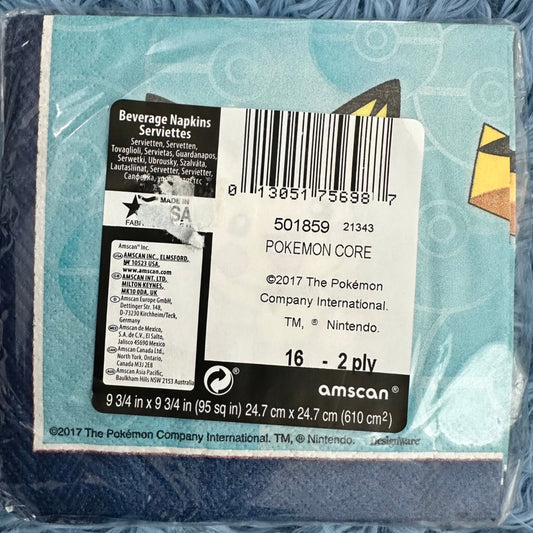 Beverage Napkins
Serviettes
Servietten, Servetten,
Tovaglioli, Servietas, Guardanapos,
Serwetki, Ubrousky, Szalvéta,
Lautasliinat, Servetter, Servietter,
MADE IN
SA
0 13051 75698 7
501859 21343
POKEMON CORE
©2017 The Pokémon
Company International.
TM, ® Nintendo.
16 - 2 ply
amscan®
Amscan® Inc.
AMSCAN INC., ELMSFORD,
NY 10523 USA.
www.amscan.com
AMSCAN INT. LTD,
MILTON KEYNES,
MK10 0DA, UK
Amscan Europe GmbH,
Dettinger Str. 148,
D-73230 Kirchheim/Teck,
Germany
Amscan de Mexico,
S.A. de C.V., El Salto,
Jalisco 45690 Mexico
Amscan Canada Ltd.,
North York, Ontario,
Canada M3J 2E8
Amscan Asia Pacific,
Baulkham Hills NSW 2153 Australia
9 3/4 in x 9 3/4 in (95 sq in) 24.7 cm x 24.7 cm (610 cm²)
©2017 The Pokémon Company International. TM, ® Nintendo.
DesignWare®